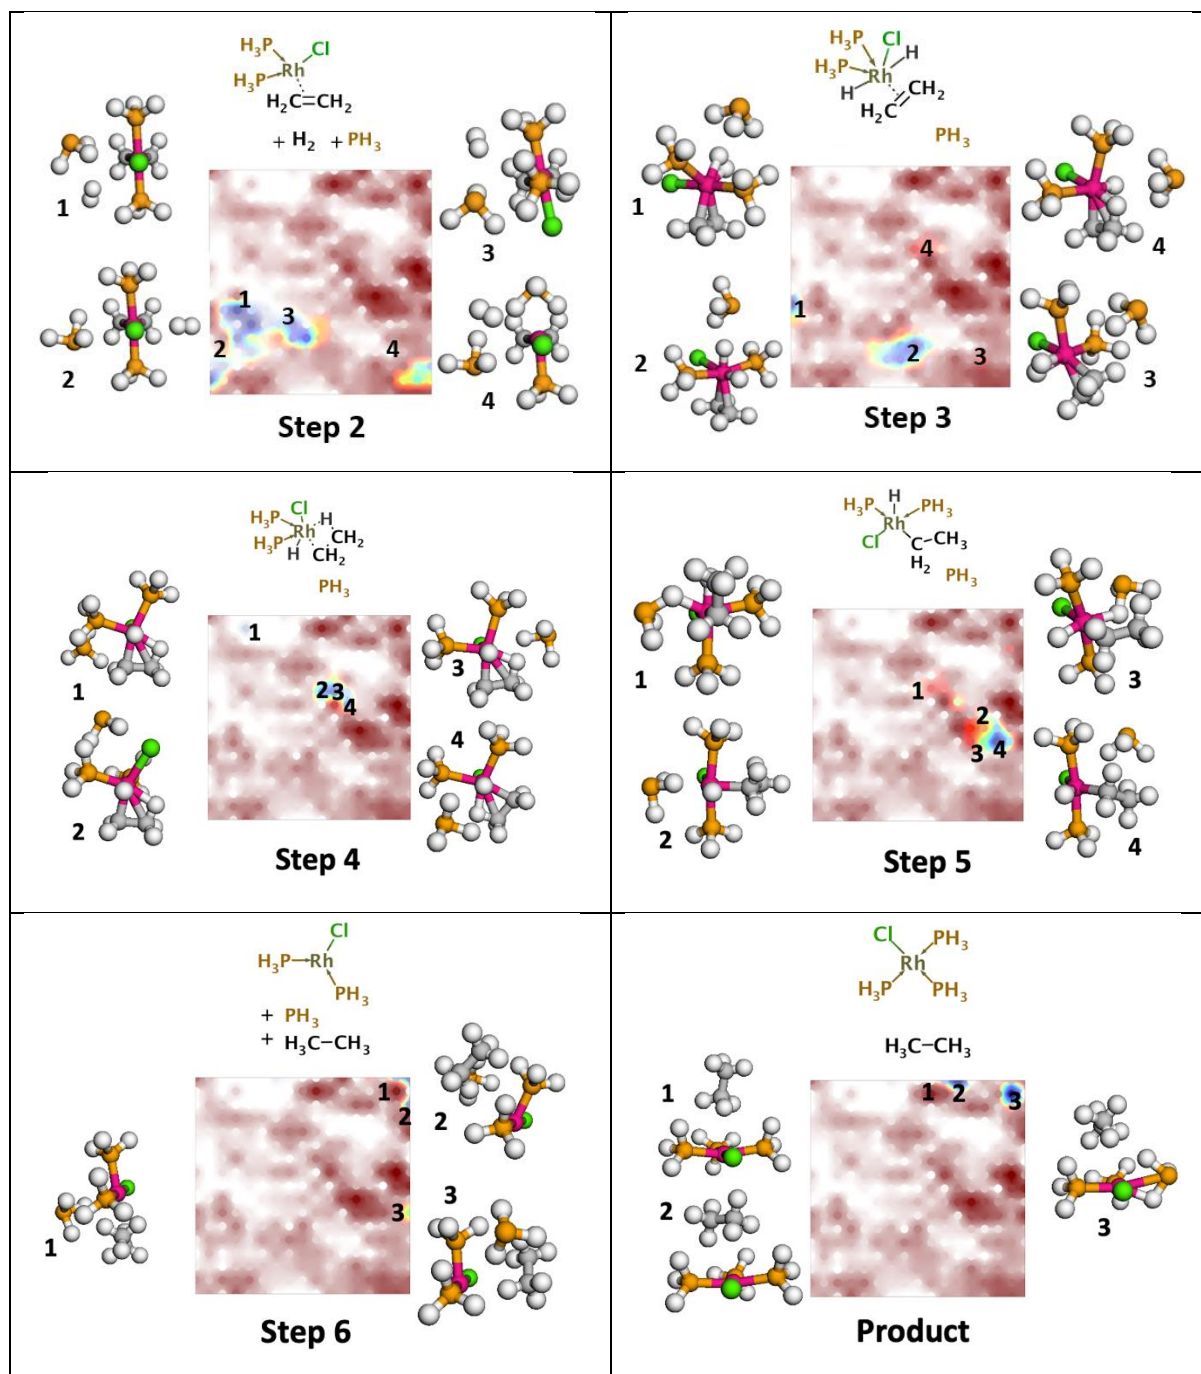 H₃P
Cl
H₃P
Rh
H₂C=CH₂
+ H₂ + PH₃
1
2
3
4
1
2
3
4
Step 2
H₃P
Cl
H
H₃P
Rh
H
CH₂
H₂C
PH₃
1
2
4
3
4
1
2
3
Step 3
Cl
H₃P
H
Rh
H₃P
CH₂
H
CH₂
PH₃
1
2
3
4
1
2 3
4
Step 4
H
H₃P
PH₃
Rh
Cl
C
CH₃
H₂
PH₃
1
2
3
4
1
2
3 4
Step 5
Cl
H₃P
Rh
PH₃
+ PH₃
+ H₃C−CH₃
1
2
3
1
2
3
Step 6
Cl
PH₃
Rh
H₃P
PH₃
H₃C−CH₃
1
2
3
1 2 3
Product